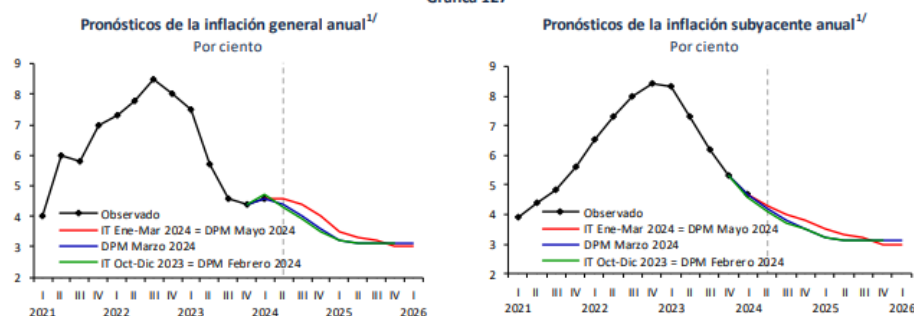 Gráfica 127
Pronósticos de la inflación general anual1/
Por ciento
9
8
7
6
5
4
3
2
Observado
IT Ene-Mar 2024 = DPM Mayo 2024
DPM Marzo 2024
IT Oct-Dic 2023 = DPM Febrero 2024
I II III IV I II III IV I II III IV I II III IV I II III IV I
2021 2022 2023 2024 2025 2026
Pronósticos de la inflación subyacente anual1/
Por ciento
9
8
7
6
5
4
3
2
Observado
IT Ene-Mar 2024 = DPM Mayo 2024
DPM Marzo 2024
IT Oct-Dic 2023 = DPM Febrero 2024
I II III IV I II III IV I II III IV I II III IV I II III IV I
2021 2022 2023 2024 2025 2026